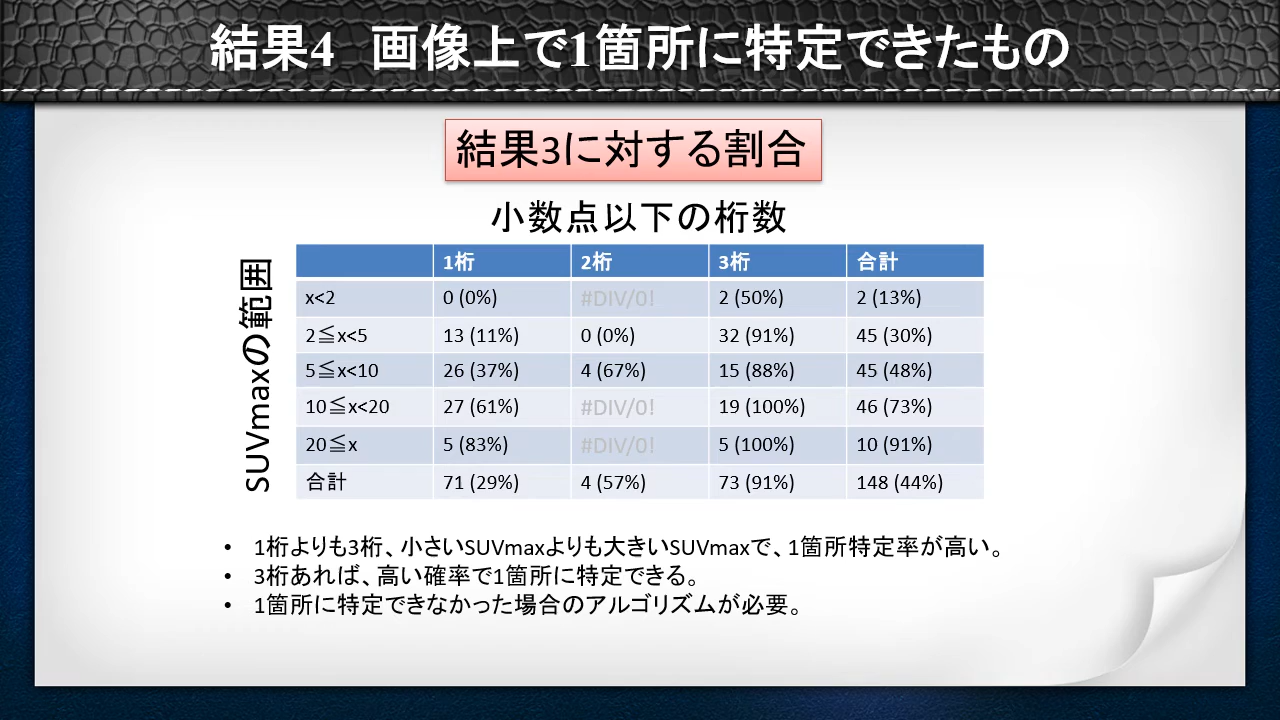 結果4　画像上で1箇所に特定できたもの
結果3に対する割合
小数点以下の桁数
SUVmaxの範囲
1桁 2桁 3桁 合計
x<2 0 (0%) #DIV/0! 2 (50%) 2 (13%)
2≦x<5 13 (11%) 0 (0%) 32 (91%) 45 (30%)
5≦x<10 26 (37%) 4 (67%) 15 (88%) 45 (48%)
10≦x<20 27 (61%) #DIV/0! 19 (100%) 46 (73%)
20≦x 5 (83%) #DIV/0! 5 (100%) 10 (91%)
合計 71 (29%) 4 (57%) 73 (91%) 148 (44%)
• 1桁よりも3桁、小さいSUVmaxよりも大きいSUVmaxで、1箇所特定率が高い。
• 3桁あれば、高い確率で1箇所に特定できる。
• 1箇所に特定できなかった場合のアルゴリズムが必要。